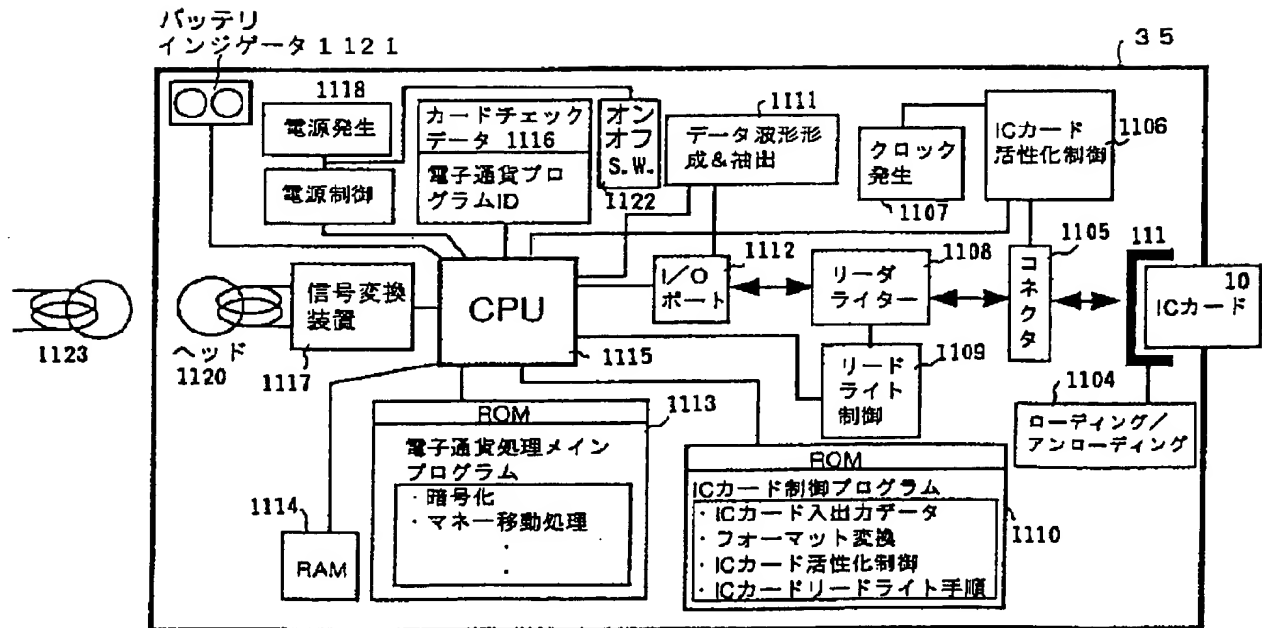 バッテリ
インジゲータ1121
35
1118
電源発生
電源制御
カードチェック
データ 1116
電子通貨プロ
グラムID
オン
オフ
S.W.
1122
1111
データ波形形
成&抽出
クロック
発生
1107
ICカード
活性化制御
1106
1123
ヘッド
1120
信号変換
装置
1117
CPU
1115
I/O
ポート
1112
リーダ
ライター
1108
リード
ライト
制御
1109
コネクタ
1105
111
10
ICカード
1104
ローディング/
アンローディング
1114
RAM
ROM
1113
電子通貨処理メイン
プログラム
・暗号化
・マネー移動処理
・
・
ROM
ICカード制御プログラム
・ICカード入出力データ
・フォーマット変換
・ICカード活性化制御
・ICカードリードライト手順
1110